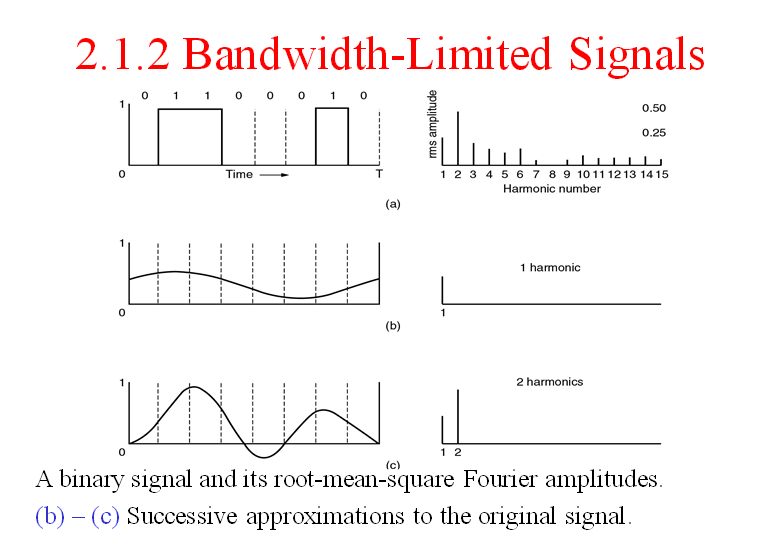 2.1.2 Bandwidth-Limited Signals
0 1 1 0 0 0 1 0
1
0
Time
T
rms amplitude
0.50
0.25
1 2 3 4 5 6 7 8 9 10 11 12 13 14 15
Harmonic number
(a)
1
0
1 harmonic
1
(b)
1
0
2 harmonics
1 2
(c)
A binary signal and its root-mean-square Fourier amplitudes.
(b) – (c) Successive approximations to the original signal.